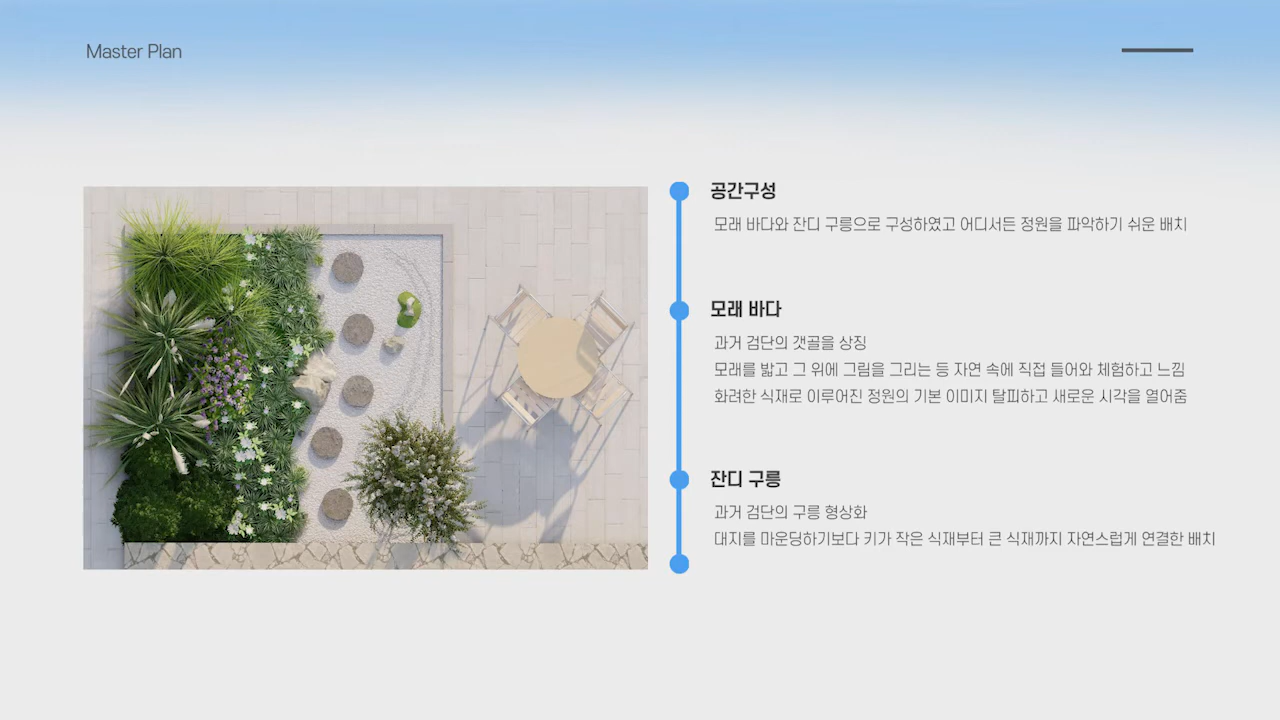 Master Plan
공간구성
모래 바다와 잔디 구릉으로 구성하였고 어디서든 정원을 파악하기 쉬운 배치
모래 바다
과거 검단의 갯골을 상징
모래를 밟고 그 위에 그림을 그리는 등 자연 속에 직접 들어와 체험하고 느낌
화려한 식재로 이루어진 정원의 기본 이미지 탈피하고 새로운 시각을 열어줌
잔디 구릉
과거 검단의 구릉 형상화
대지를 마운딩하기보다 키가 작은 식재부터 큰 식재까지 자연스럽게 연결한 배치